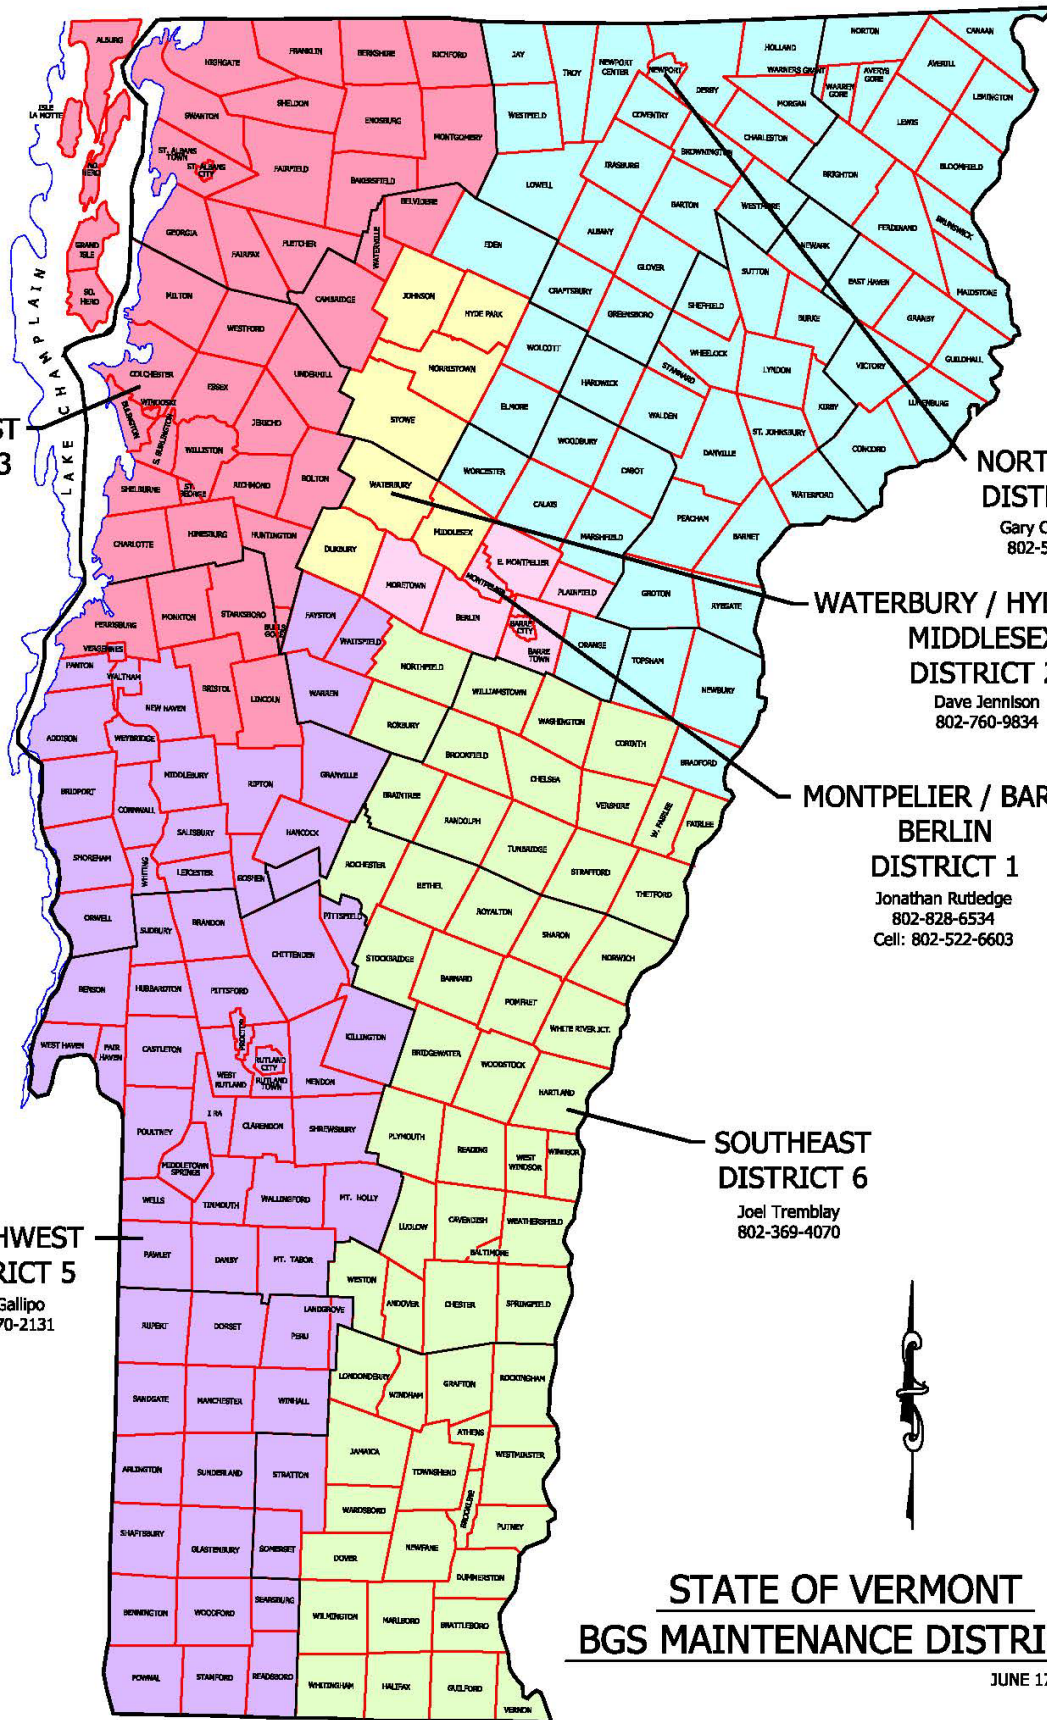 ALBURG
ISLE
LA MOTTE
NO.
HERO
GRAND
ISLE
SO.
HERO
LAKE CHAMPLAIN
HIGHGATE
FRANKLIN
BERKSHIRE
RICHFORD
JAY
TROY
NEWPORT
CENTER
NEWPORT
DERBY
HOLLAND
NORTON
CANAAN
AVERILL
WARNERS GRANT
WARREN
GORE
AVERYS
GORE
LEMINGTON
MORGAN
LEWIS
SWANTON
SHELDON
ENOSBURG
MONTGOMERY
WESTFIELD
COVENTRY
CHARLESTON
BLOOMFIELD
ST. ALBANS
TOWN
ST. ALBANS
CITY
FAIRFIELD
BAKERSFIELD
LOWELL
IRASBURG
BROWNINGTON
BRIGHTON
BELVIDERE
BARTON
WESTMORE
FERDINAND
BRUNSWICK
GEORGIA
FAIRFAX
FLETCHER
WATERVILLE
EDEN
ALBANY
NEWARK
GLOVER
SUTTON
EAST HAVEN
MAIDSTONE
MILTON
WESTFORD
CAMBRIDGE
JOHNSON
HYDE PARK
CRAFTSBURY
GREENSBORO
SHEFFIELD
BURKE
GRANBY
GUILDHALL
WOLCOTT
WHEELOCK
STANNARD
LYNDON
VICTORY
COLCHESTER
ESSEX
UNDERHILL
MORRISTOWN
HARDWICK
LUNENBURG
WINOOSKI
BURLINGTON
S. BURLINGTON
WILLISTON
JERICHO
STOWE
ELMORE
WALDEN
KIRBY
ST. JOHNSBURY
CONCORD
WOODBURY
DANVILLE
SHELBURNE
ST.
GEORGE
RICHMOND
BOLTON
WATERBURY
WORCESTER
CABOT
WATERFORD
CALAIS
PEACHAM
BARNET
CHARLOTTE
HINESBURG
HUNTINGTON
DUXBURY
MIDDLESEX
MARSHFIELD
E. MONTPELIER
MORETOWN
MONTPELIER
PLAINFIELD
GROTON
RYEGATE
FERRISBURG
MONKTON
STARKSBORO
BUELS
GORE
FAYSTON
WAITSFIELD
BERLIN
BARRE
CITY
BARRE
TOWN
ORANGE
TOPSHAM
NEWBURY
VERGENNES
PANTON
WALTHAM
NEW HAVEN
BRISTOL
LINCOLN
WARREN
NORTHFIELD
WILLIAMSTOWN
WASHINGTON
CORINTH
BRADFORD
ADDISON
WEYBRIDGE
ROXBURY
BROOKFIELD
CHELSEA
BRIDPORT
MIDDLEBURY
RIPTON
GRANVILLE
CORNWALL
BRAINTREE
RANDOLPH
VERSHIRE
W. FAIRLEE
FAIRLEE
SALISBURY
HANCOCK
TUNBRIDGE
SHOREHAM
WHITING
LEICESTER
GOSHEN
ROCHESTER
BETHEL
STRAFFORD
THETFORD
ORWELL
SUDBURY
BRANDON
PITTSFIELD
ROYALTON
SHARON
NORWICH
CHITTENDEN
STOCKBRIDGE
BARNARD
BENSON
HUBBARDTON
PITTSFORD
POMFRET
WEST HAVEN
FAIR
HAVEN
CASTLETON
PROCTOR
KILLINGTON
WHITE RIVER JCT.
RUTLAND
CITY
WEST
RUTLAND
RUTLAND
TOWN
MENDON
BRIDGEWATER
WOODSTOCK
HARTLAND
POULTNEY
I RA
CLARENDON
SHREWSBURY
PLYMOUTH
READING
WEST
WINDSOR
WINDSOR
MIDDLETOWN
SPRINGS
WELLS
TINMOUTH
WALLINGFORD
MT. HOLLY
LUDLOW
CAVENDISH
WEATHERSFIELD
BALTIMORE
PAWLET
DANBY
MT. TABOR
WESTON
ANDOVER
CHESTER
SPRINGFIELD
LANDGROVE
RUPERT
DORSET
PERU
LONDONDERRY
WINDHAM
GRAFTON
ROCKINGHAM
SANDGATE
MANCHESTER
WINHALL
ATHENS
JAMAICA
WESTMINSTER
TOWNSHEND
ARLINGTON
SUNDERLAND
STRATTON
BROOKLINE
WARDSBORO
PUTNEY
SHAFTSBURY
GLASTENBURY
SOMERSET
DOVER
NEWFANE
DUMMERSTON
BENNINGTON
WOODFORD
SEARSBURG
WILMINGTON
MARLBORO
BRATTLEBORO
POWNAL
STAMFORD
READSBORO
WHITINGHAM
HALIFAX
GUILFORD
VERNON
ST
3
NORT
DIST
Gary C
802-5
WATERBURY / HY
MIDDLESEX
DISTRICT 2
Dave Jennison
802-760-9834
MONTPELIER / BAR
BERLIN
DISTRICT 1
Jonathan Rutledge
802-828-6534
Cell: 802-522-6603
SOUTHEAST
DISTRICT 6
Joel Tremblay
802-369-4070
HWEST
RICT 5
Gallipo
70-2131
STATE OF VERMONT
BGS MAINTENANCE DISTRI
JUNE 17